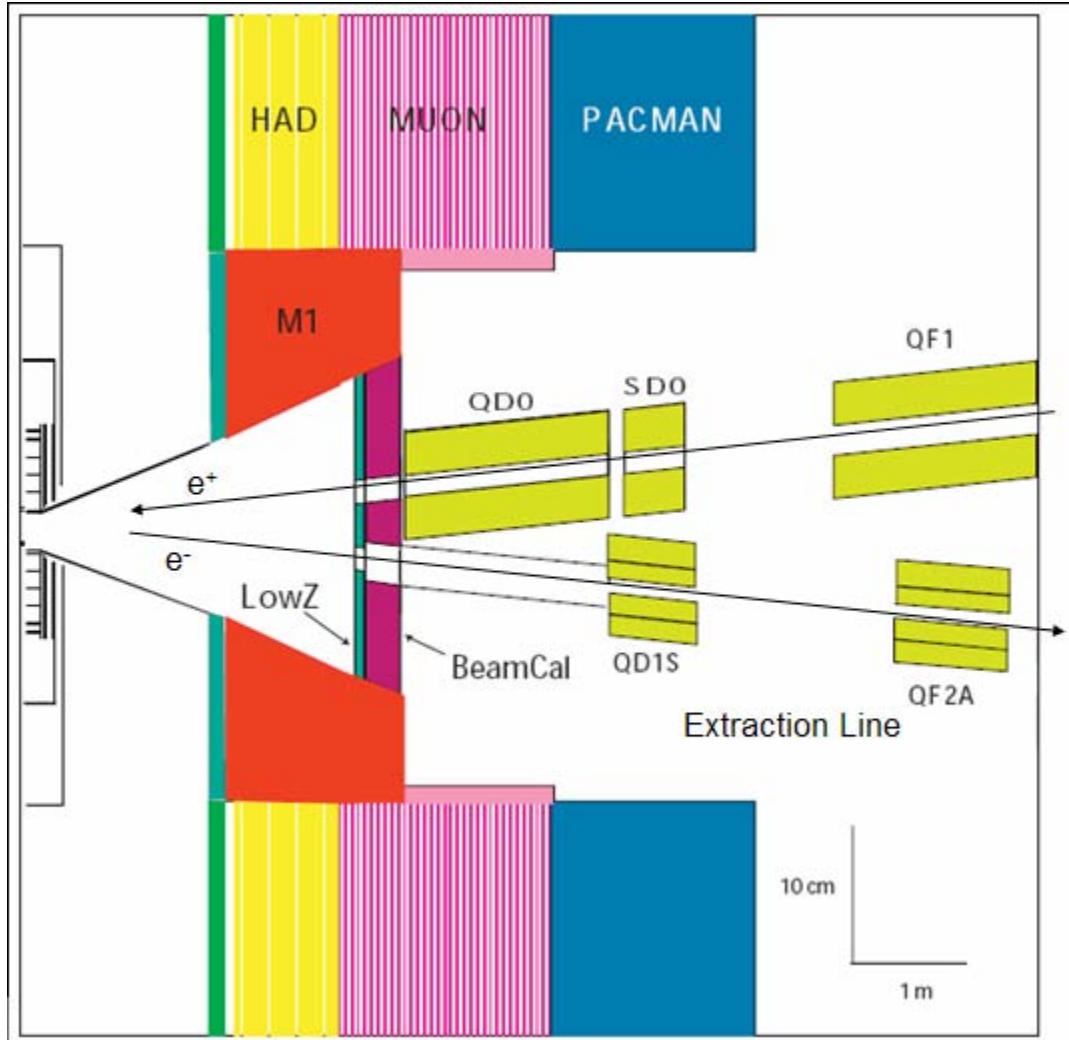 HAD
MUON
PACMAN
M1
QF1
QD0
SD0
e+
e-
LowZ
BeamCal
QD1S
QF2A
Extraction Line
10 cm
1 m